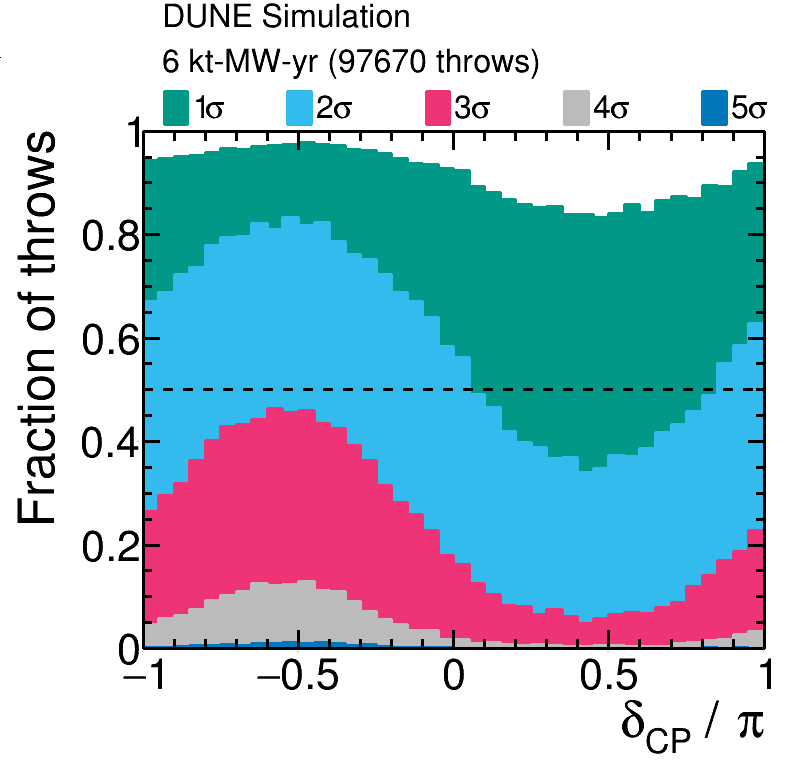 DUNE Simulation
6 kt-MW-yr (97670 throws)
1σ 2σ 3σ 4σ 5σ
Fraction of throws
1
0.8
0.6
0.4
0.2
0
−1 −0.5 0 0.5 1
δCP / π